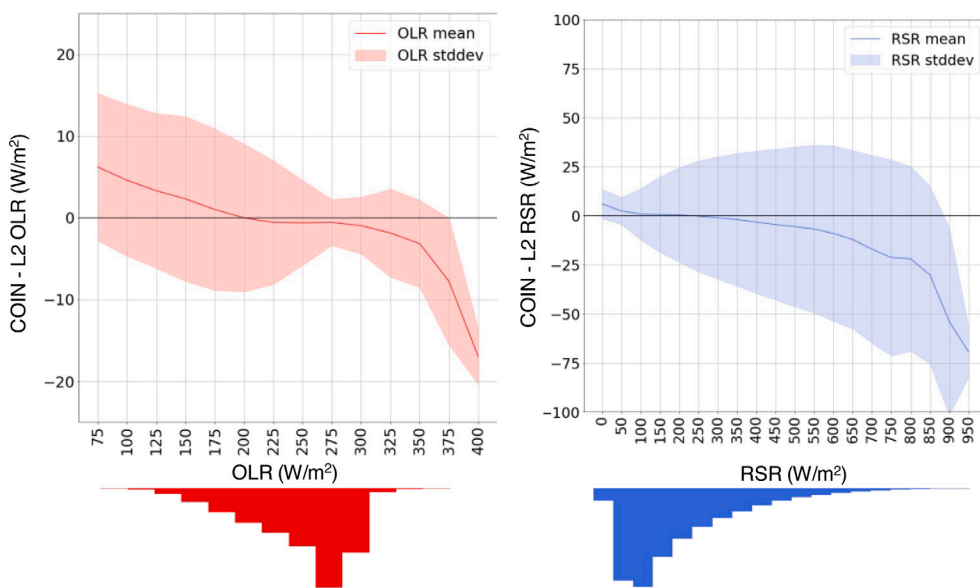 20
10
0
−10
−20
COIN - L2 OLR (W/m²)
OLR mean
OLR stddev
75 100 125 150 175 200 225 250 275 300 325 350 375 400
OLR (W/m²)
100
75
50
25
0
−25
−50
−75
−100
COIN - L2 RSR (W/m²)
RSR mean
RSR stddev
0 50 100 150 200 250 300 350 400 450 500 550 600 650 700 750 800 850 900 950
RSR (W/m²)